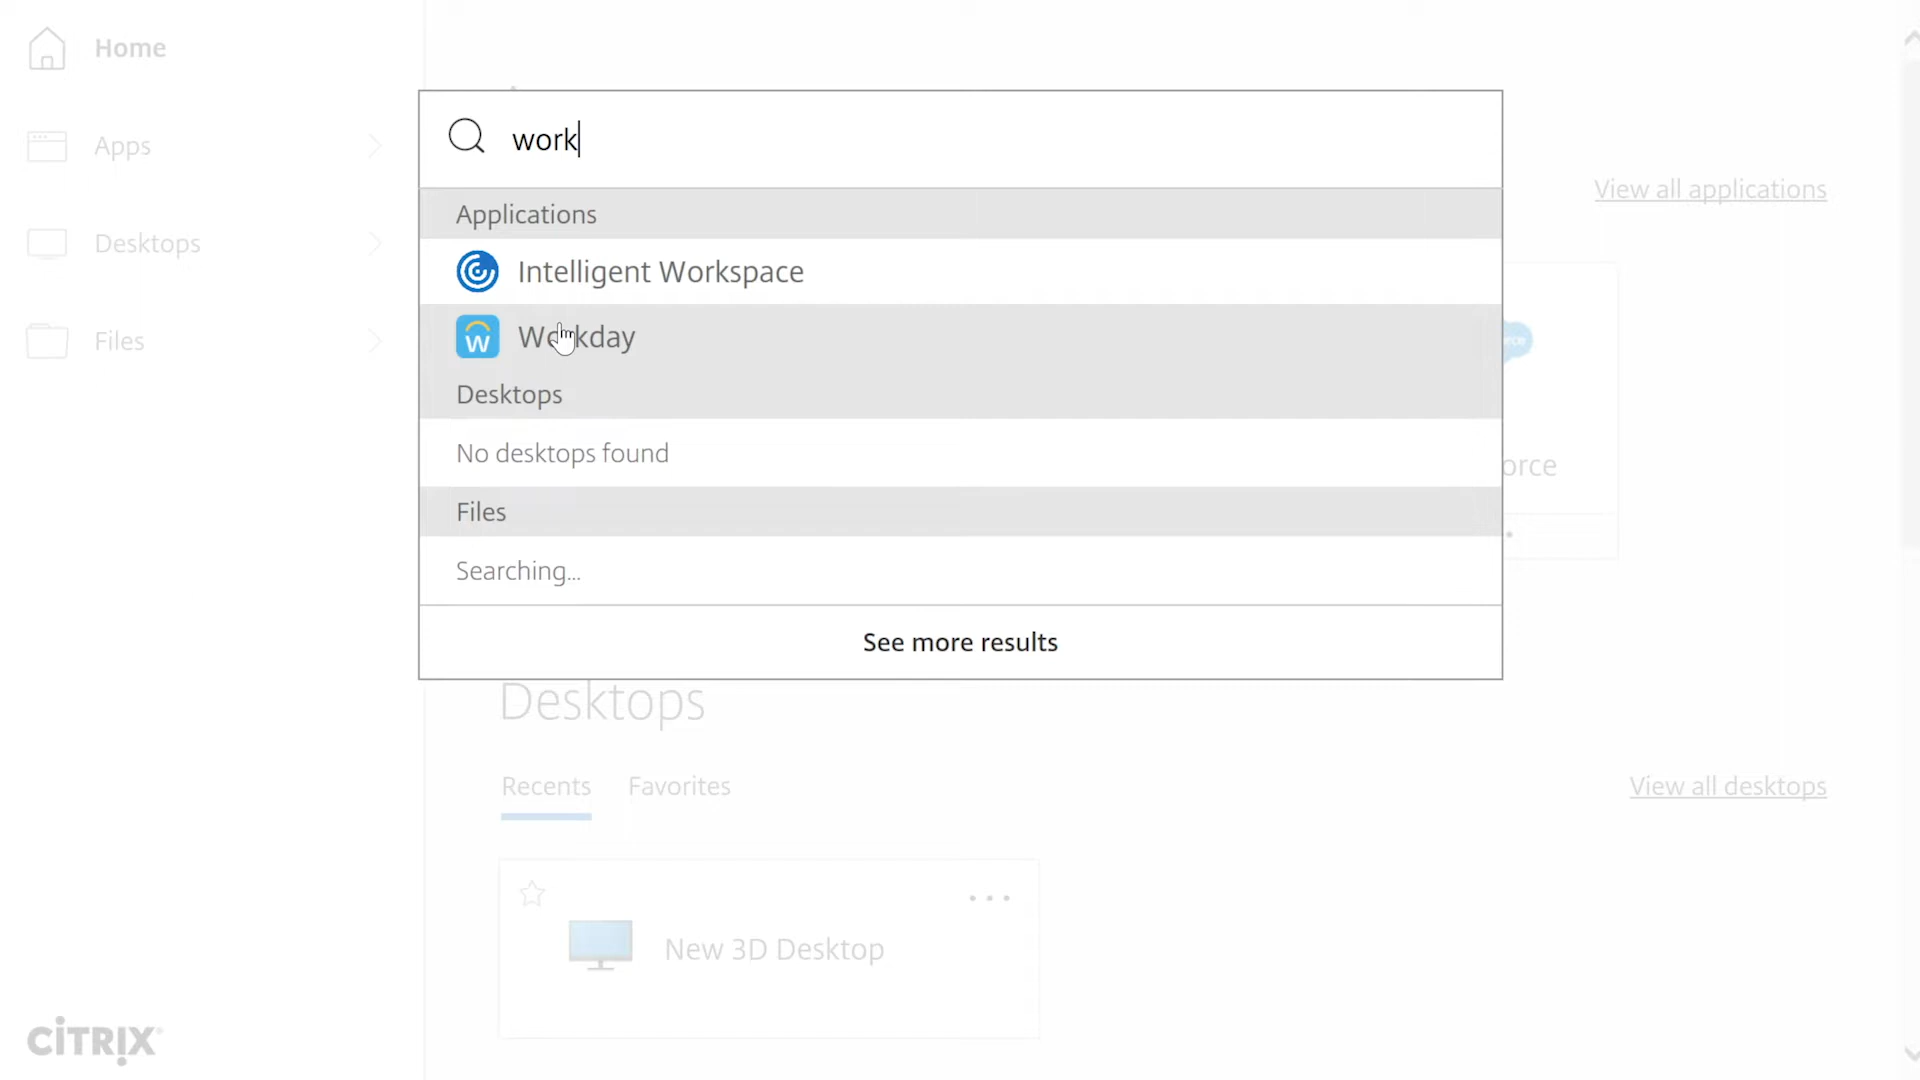 Home
Apps
Desktops
Files
work
Applications
Intelligent Workspace
Workday
Desktops
No desktops found
Files
Searching...
See more results
View all applications
orce
Desktops
Recents Favorites
View all desktops
New 3D Desktop
CITRIX